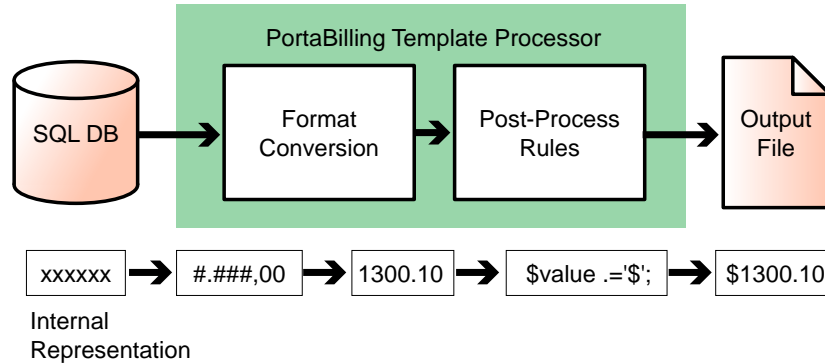 PortaBilling Template Processor
SQL DB
Format
Conversion
Post-Process
Rules
Output
File
xxxxxx
#.###,00
1300.10
$value .='$';
$1300.10
Internal
Representation